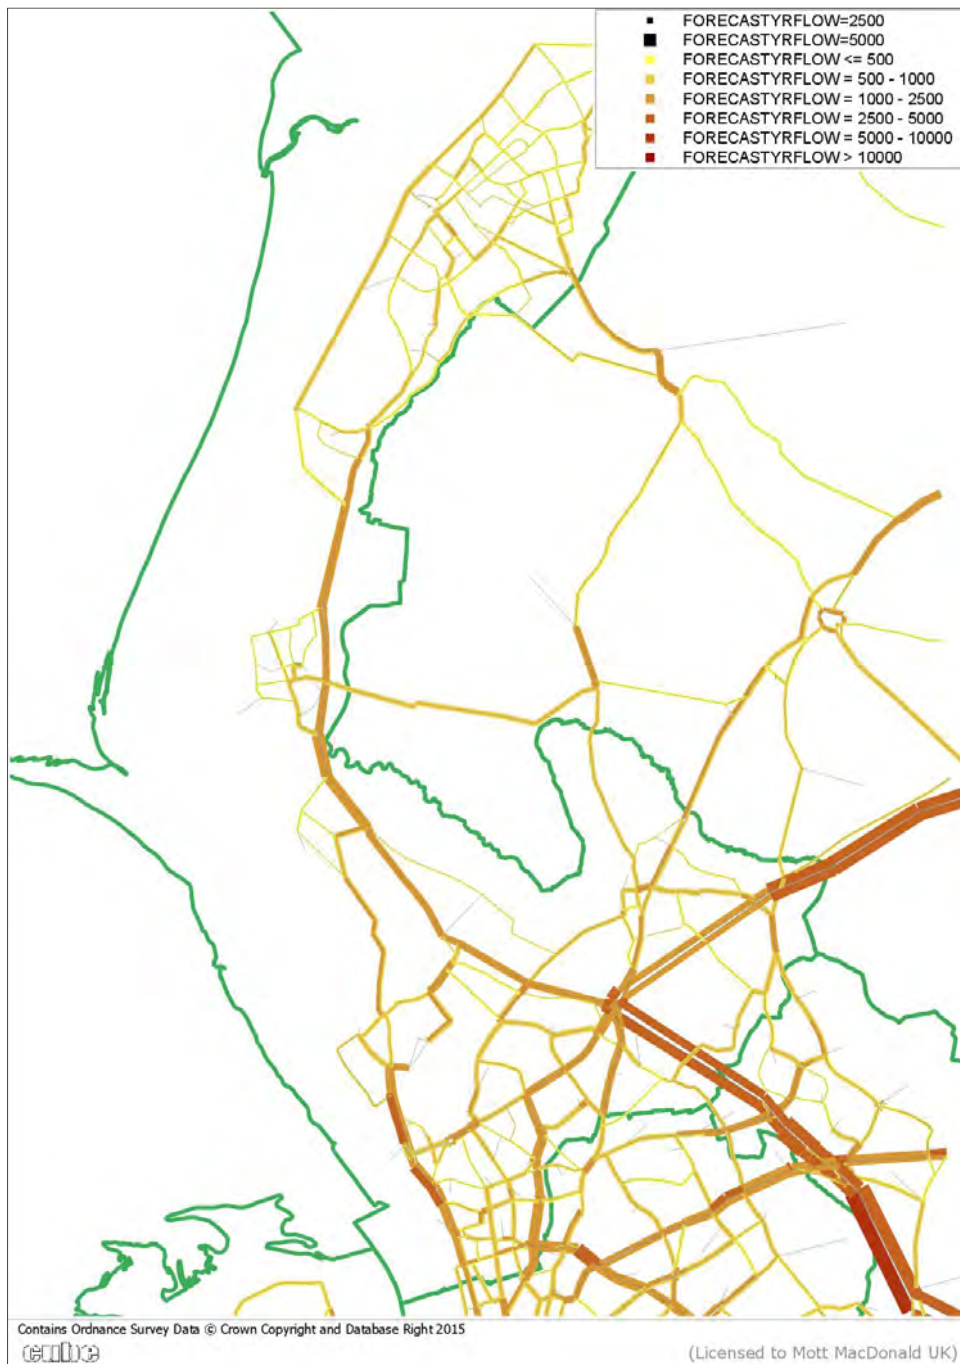 FORECASTYRFLOW=2500
FORECASTYRFLOW=5000
FORECASTYRFLOW <= 500
FORECASTYRFLOW = 500 - 1000
FORECASTYRFLOW = 1000 - 2500
FORECASTYRFLOW = 2500 - 5000
FORECASTYRFLOW = 5000 - 10000
FORECASTYRFLOW > 10000
Contains Ordnance Survey Data © Crown Copyright and Database Right 2015
cube
(Licensed to Mott MacDonald UK)